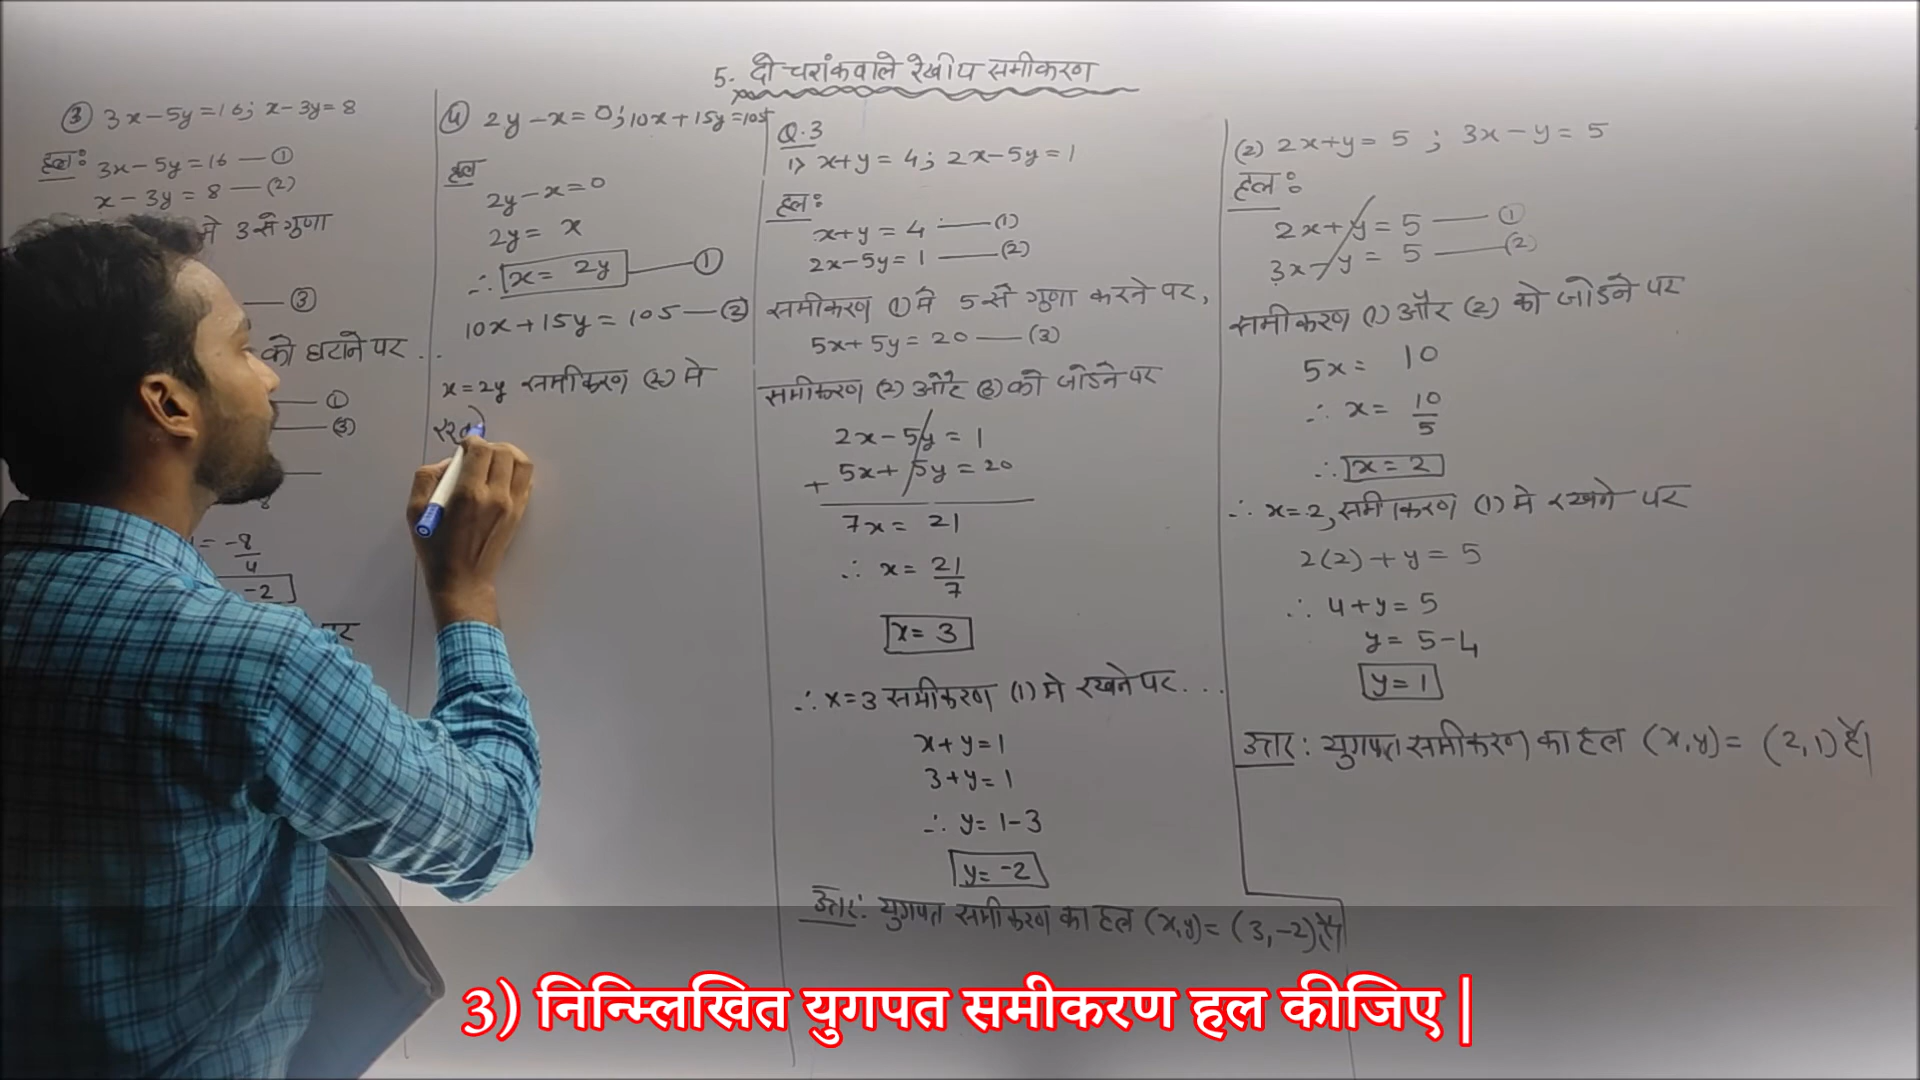 5. दो चरांकवाले रेखीय समीकरण
③ 3x-5y=16; x-3y=8
हल: 3x-5y=16 — ①
x-3y=8 — (2)
मे 3 से गुणा
— ③
को घटाने पर ..
— ①
— (3)
= -8/4
-2
पर
④ 2y-x=0; 10x+15y=105
हल
2y-x=0
2y= x
∴ x= 2y — ①
10x+15y=105 — ②
x=2y समीकरण (2) मे
Q.3
1) x+y=4; 2x-5y=1
हल:
x+y=4 — (1)
2x-5y=1 — (2)
समीकरण ① मे 5 से गुणा करने पर,
5x+5y=20 — (3)
समीकरण (2) और (3) को जोडने पर
2x-5y=1
+ 5x+5y=20
7x= 21
∴ x= 21/7
x= 3
∴ x=3 समीकरण (1) मे रखने पर...
x+y=1
3+y=1
∴ y= 1-3
y= -2
उत्तर: युगपत समीकरण का हल (x,y)= (3,-2) है।
(2) 2x+y=5 ; 3x-y=5
हल:
2x+y=5 — ①
3x-y=5 — (2)
समीकरण (1) और (2) को जोडने पर
5x= 10
∴ x= 10/5
∴ x=2
∴ x=2, समीकरण (1) मे रखने पर
2(2)+y=5
∴ 4+y=5
y= 5-4
y=1
उत्तर: युगपत समीकरण का हल (x,y)= (2,1) है।
3) निन्म्लिखित युगपत समीकरण हल कीजिए |